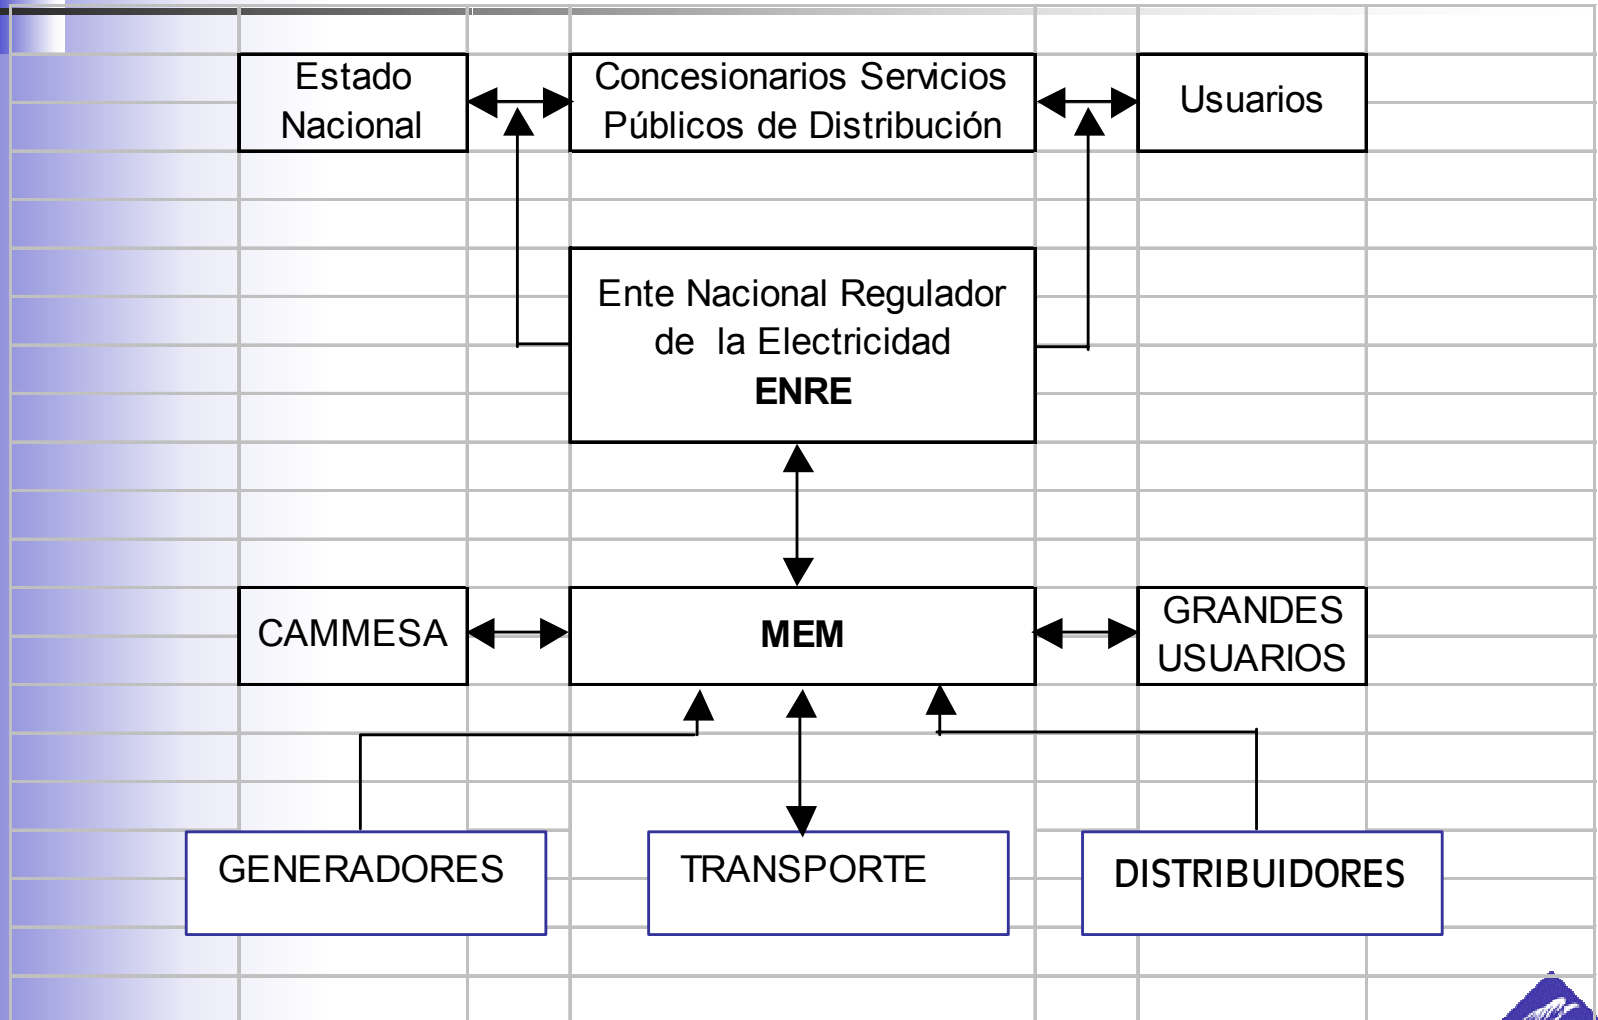 Estado
Nacional
Concesionarios Servicios
Públicos de Distribución
Usuarios
Ente Nacional Regulador
de la Electricidad
ENRE
CAMMESA
MEM
GRANDES
USUARIOS
GENERADORES
TRANSPORTE
DISTRIBUIDORES